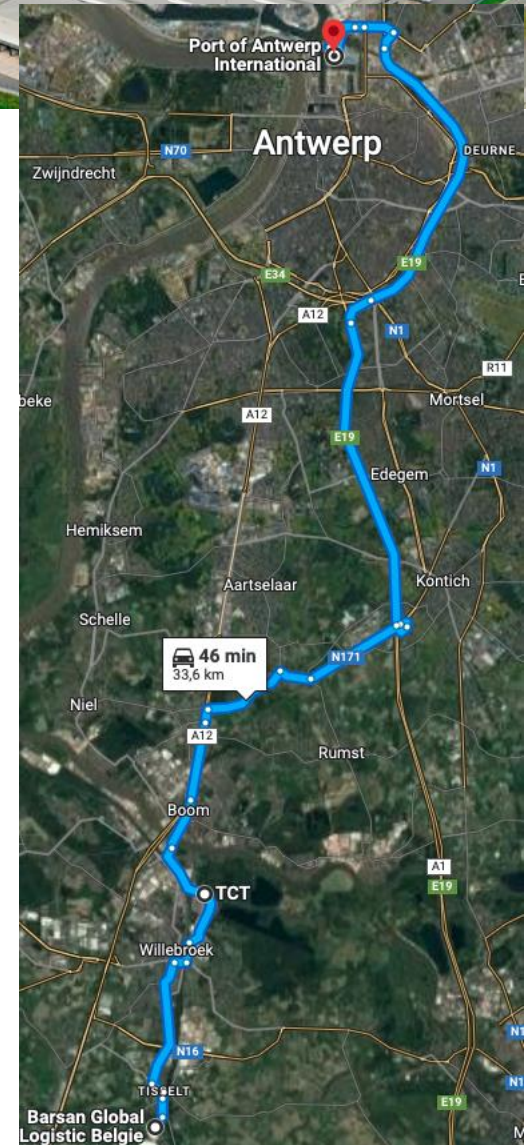 Port of Antwerp
International
Antwerp
DEURNE
N70
Zwijndrecht
E19
E34
A12
N1
R11
beke
A12
Mortsel
E19
Edegem
N1
Hemiksem
Aartselaar
Kontich
Schelle
46 min
33,6 km
N171
Niel
A12
Rumst
Boom
A1
E19
TCT
Willebroek
N16
TISSELT
E19
Barsan Global
Logistic Belgie